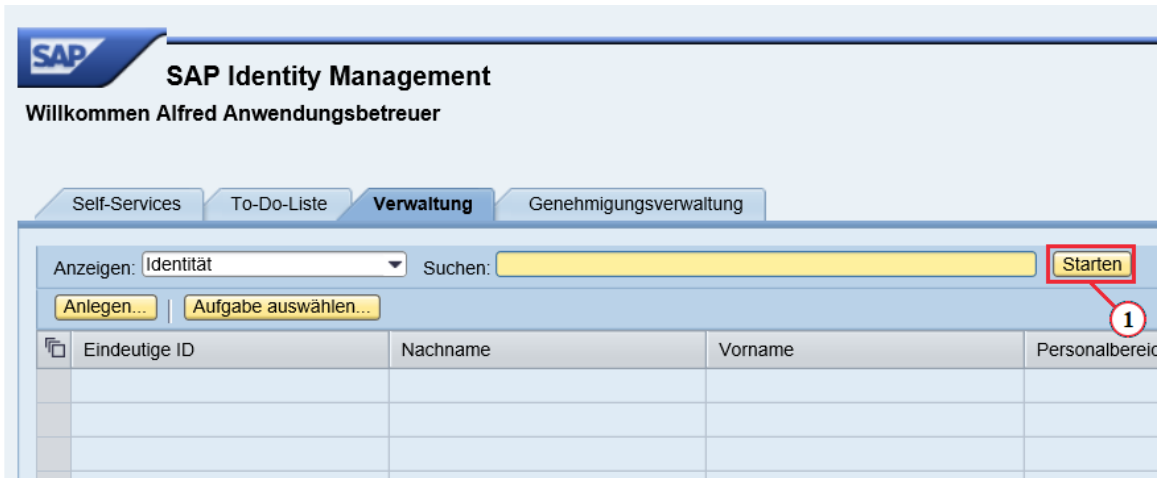 SAP
SAP Identity Management
Willkommen Alfred Anwendungsbetreuer
Self-Services To-Do-Liste Verwaltung Genehmigungsverwaltung
Anzeigen: Identität Suchen: Starten
Anlegen... Aufgabe auswählen...
1
Eindeutige ID Nachname Vorname